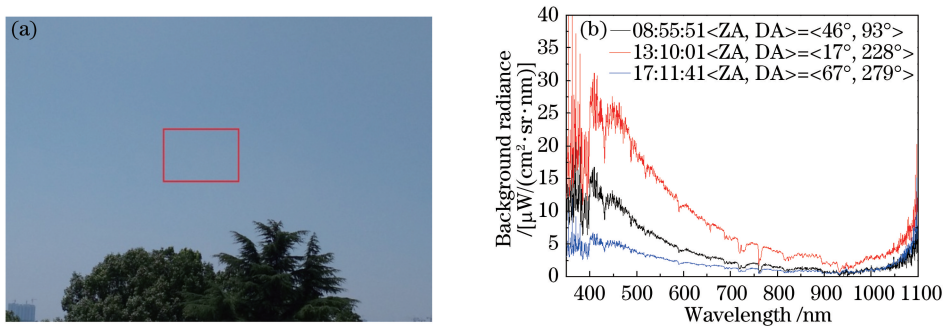 (a)
(b)
08:55:51<ZA, DA>=<46°, 93°>
13:10:01<ZA, DA>=<17°, 228°>
17:11:41<ZA, DA>=<67°, 279°>
Background radiance
/[μW/(cm²·sr·nm)]
40
35
30
25
20
15
10
5
0
400 500 600 700 800 900 1000 1100
Wavelength /nm